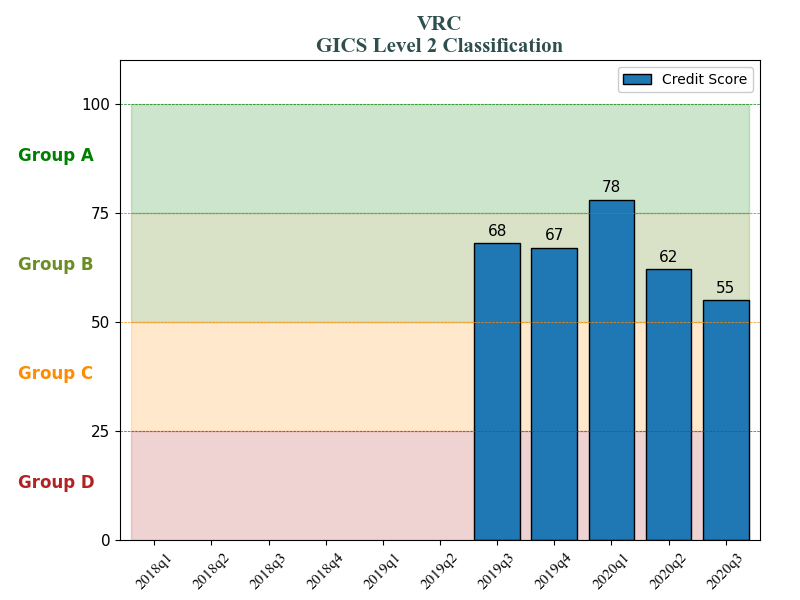 VRC
GICS Level 2 Classification
Credit Score
100
Group A
78
75
68
67
62
Group B
55
50
Group C
25
Group D
0
2018q1 2018q2 2018q3 2018q4 2019q1 2019q2 2019q3 2019q4 2020q1 2020q2 2020q3